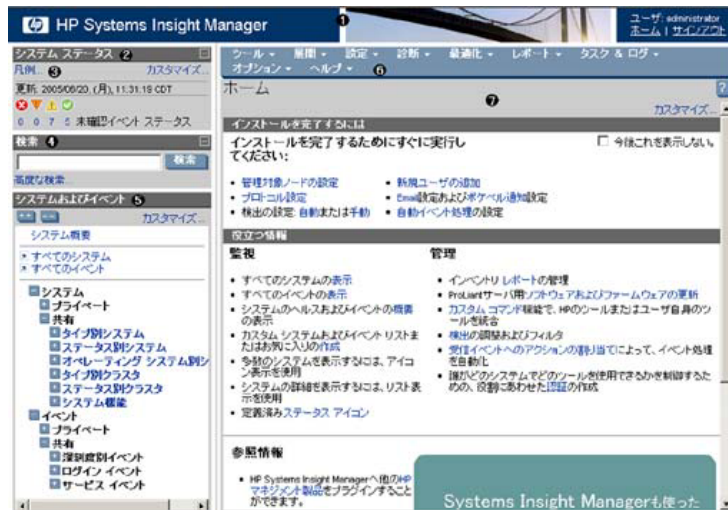 HP Systems Insight Manager
❶
ユーザ: administrator
ホーム | サインアウト
システム ステータス ❷
凡例... ❸ カスタマイズ...
更新: 2005/06/20, (月), 11:31:18 CDT
0 0 7 5 未確認イベント ステータス
検索 ❹
検索
高度な検索...
システムおよびイベント ❺
カスタマイズ...
システム概要
すべてのシステム
すべてのイベント
システム
プライベート
共有
タイプ別システム
ステータス別システム
オペレーティング システム別シ
タイプ別クラスタ
ステータス別クラスタ
システム機能
イベント
プライベート
共有
深刻度別イベント
ログイン イベント
サービス イベント
ツール 展開 設定 診断 最適化 レポート タスク & ログ
オプション ヘルプ ❻
ホーム ❼ ?
カスタマイズ...
インストールを完了するには
インストールを完了するためにすぐに実行し
てください:
今後これを表示しない。
• 管理対象ノードの設定
• プロトコル設定
• 検出の設定: 自動または手動
• 新規ユーザの追加
• Email設定およびポケベル通知設定
• 自動イベント処理の設定
役立つ情報
監視
• すべてのシステムの表示
• すべてのイベントの表示
• システムのヘルスおよびイベントの概要
の表示
• カスタム システムおよびイベント リストま
たはお気に入りの作成
• 多数のシステムを表示するには、アイコ
ン表示を使用
• システムの詳細を表示するには、リスト表
示を使用
• 定義済みステータス アイコン
管理
• インベントリ レポートの管理
• ProLiantサーバ用ソフトウェアおよびファームウェアの更新
• カスタム コマンド機能で、HPのツールまたはユーザ自身のツ
ールを統合
• 検出の調整およびフィルタ
• 受信イベントへのアクションの割り当てによって、イベント処理
を自動化
• 誰がどのシステムでどのツールを使用できるかを制御するた
めの、役割にあわせた認証の作成
参照情報
• HP Systems Insight Managerへ他のHP
マネジメント製品をプラグインすること
ができます。
Systems Insight Managerも使った